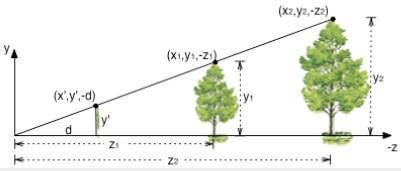 (x₂,y₂,-z₂)
y
(x₁,y₁,-z₁)
(x',y',-d)
y₂
y₁
y'
d
-z
z₁
z₂